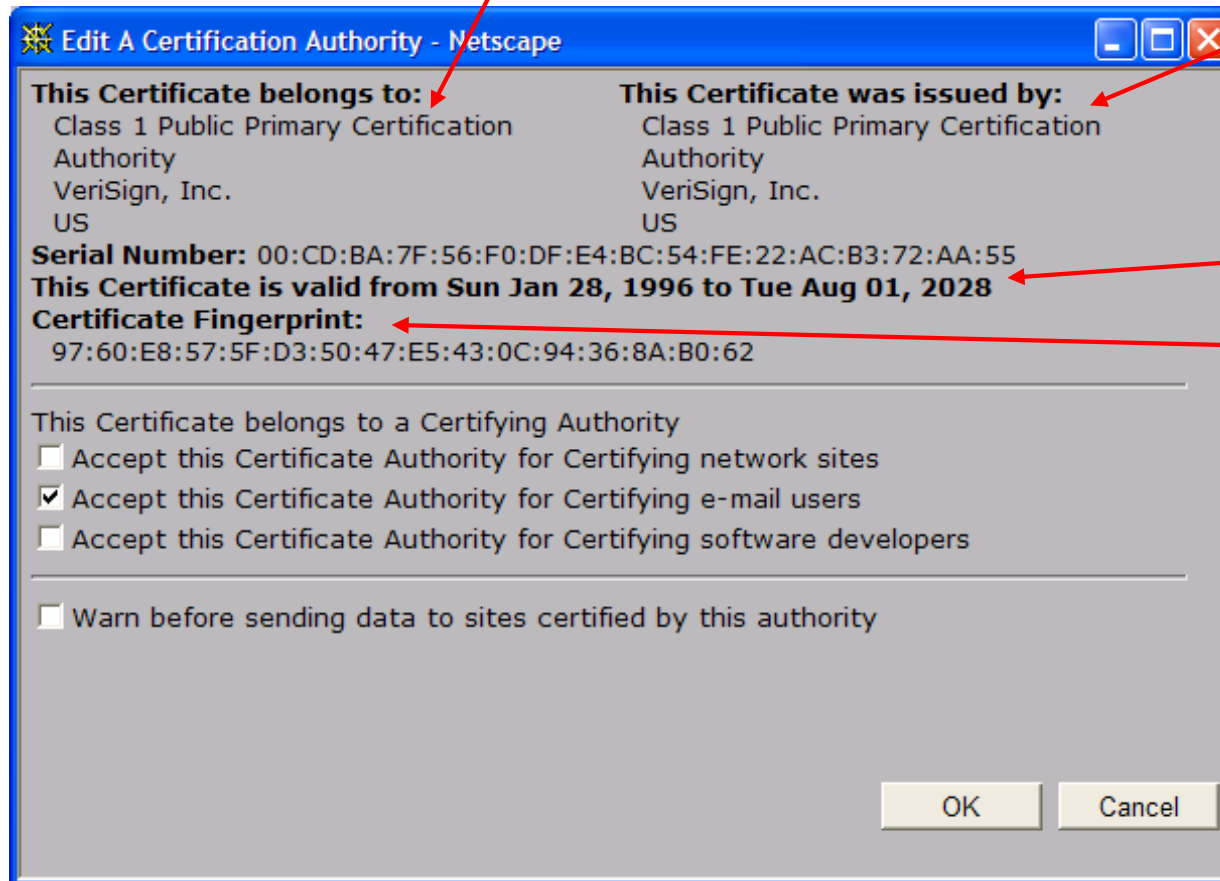 Edit A Certification Authority - Netscape
This Certificate belongs to:
Class 1 Public Primary Certification
Authority
VeriSign, Inc.
US
This Certificate was issued by:
Class 1 Public Primary Certification
Authority
VeriSign, Inc.
US
Serial Number: 00:CD:BA:7F:56:F0:DF:E4:BC:54:FE:22:AC:B3:72:AA:55
This Certificate is valid from Sun Jan 28, 1996 to Tue Aug 01, 2028
Certificate Fingerprint:
97:60:E8:57:5F:D3:50:47:E5:43:0C:94:36:8A:B0:62
This Certificate belongs to a Certifying Authority
Accept this Certificate Authority for Certifying network sites
Accept this Certificate Authority for Certifying e-mail users
Accept this Certificate Authority for Certifying software developers
Warn before sending data to sites certified by this authority
OK
Cancel